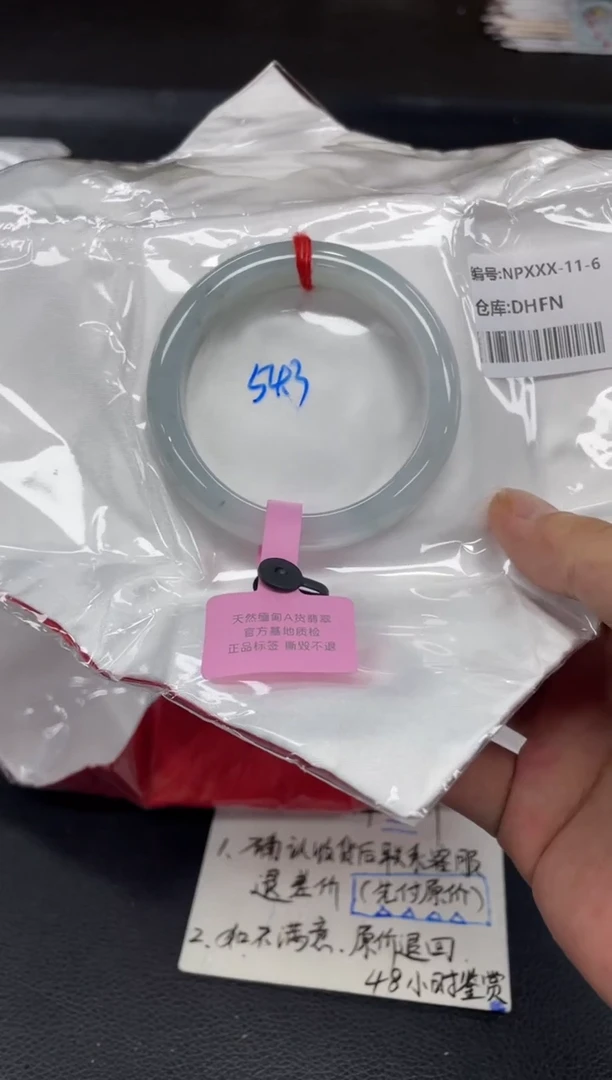 编号:NPXXX-11-6
仓库:DHFN
54.3
天然缅甸A货翡翠
官方基地质检
正品标签 撕毁不退
1、确认收货后联系客服
退差价(先付原价)
2、如不满意、原价退回
48小时鉴赏